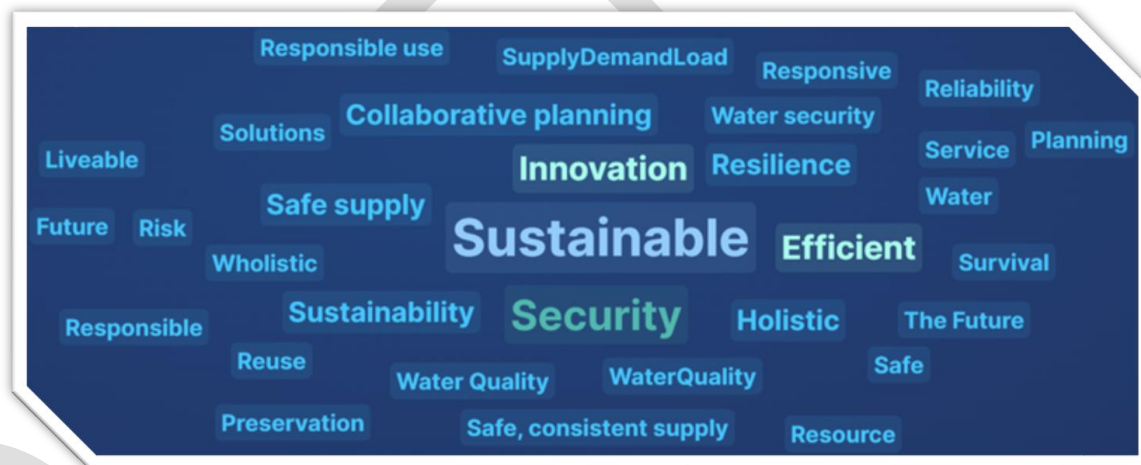 Responsible use
SupplyDemandLoad
Responsive
Reliability
Collaborative planning
Water security
Solutions
Planning
Liveable
Innovation
Resilience
Service
Safe supply
Water
Future
Risk
Sustainable
Efficient
Wholistic
Survival
Sustainability
Security
Holistic
The Future
Responsible
Reuse
Water Quality
WaterQuality
Safe
Preservation
Safe, consistent supply
Resource